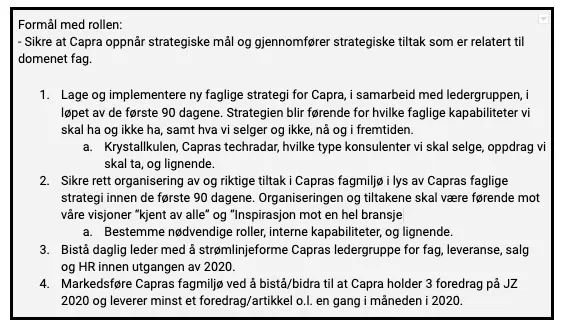 Formål med rollen:
- Sikre at Capra oppnår strategiske mål og gjennomfører strategiske tiltak som er relatert til
domenet fag.
1. Lage og implementere ny faglige strategi for Capra, i samarbeid med ledergruppen, i
løpet av de første 90 dagene. Strategien blir førende for hvilke faglige kapabiliteter vi
skal ha og ikke ha, samt hva vi selger og ikke, nå og i fremtiden.
a. Krystallkulen, Capras techradar, hvilke type konsulenter vi skal selge, oppdrag vi
skal ta, og lignende.
2. Sikre rett organisering av og riktige tiltak i Capras fagmiljø i lys av Capras faglige
strategi innen de første 90 dagene. Organiseringen og tiltakene skal være førende mot
våre visjoner “kjent av alle” og “Inspirasjon mot en hel bransje
a. Bestemme nødvendige roller, interne kapabiliteter, og lignende.
3. Bistå daglig leder med å strømlinjeforme Capras ledergruppe for fag, leveranse, salg
og HR innen utgangen av 2020.
4. Markedsføre Capras fagmiljø ved å bistå/bidra til at Capra holder 3 foredrag på JZ
2020 og leverer minst et foredrag/artikkel o.l. en gang i måneden i 2020.